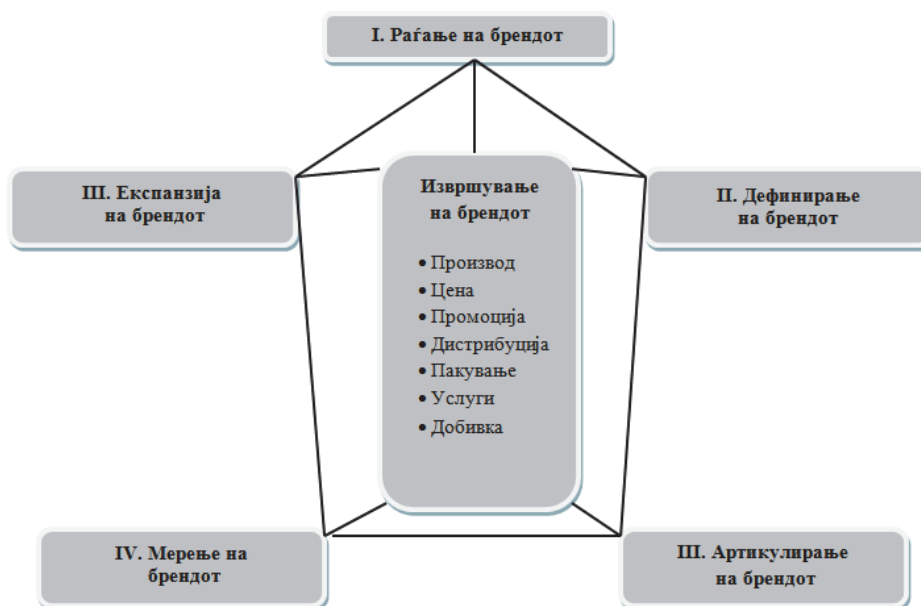 I. Раѓање на брендот
III. Експанзија
на брендот
Извршување
на брендот
• Производ
• Цена
• Промоција
• Дистрибуција
• Пакување
• Услуги
• Добивка
II. Дефинирање
на брендот
IV. Мерење на
брендот
III. Артикулирање
на брендот